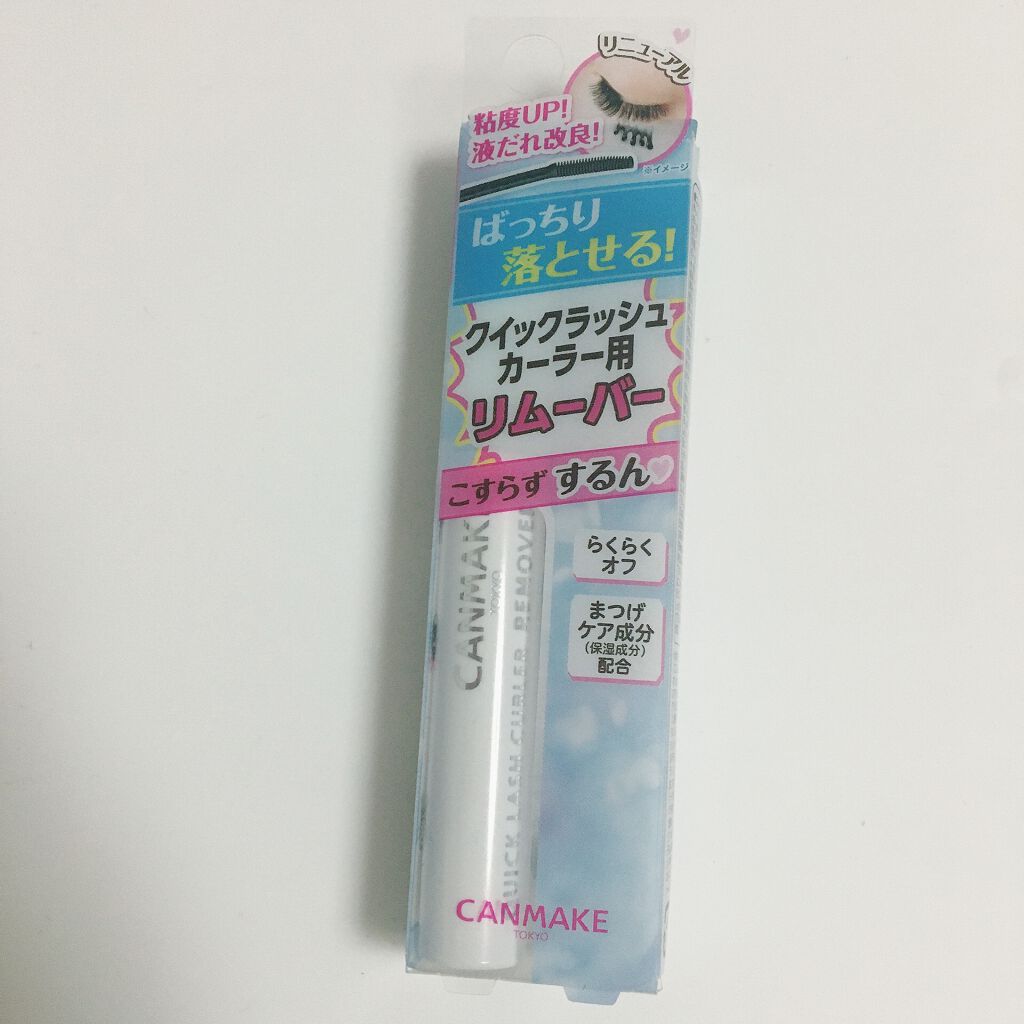 リニューアル
粘度UP!
液だれ改良!
※イメージ
ばっちり
落とせる!
クイックラッシュ
カーラー用
リムーバー
こすらず するん
らくらく
オフ
まつげ
ケア成分
(保湿成分)
配合
CANMAKE
TOKYO
QUICK LASH CURLER REMOVER
CANMAKE
TOKYO